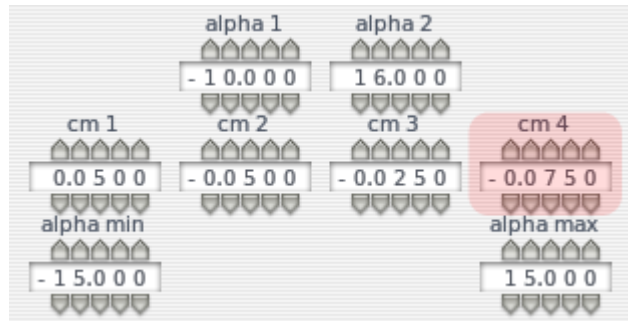 alpha 1 alpha 2
-10.000 16.000
cm 1 cm 2 cm 3 cm 4
0.0500 -0.0500 -0.0250 -0.0750
alpha min alpha max
-15.000 15.000